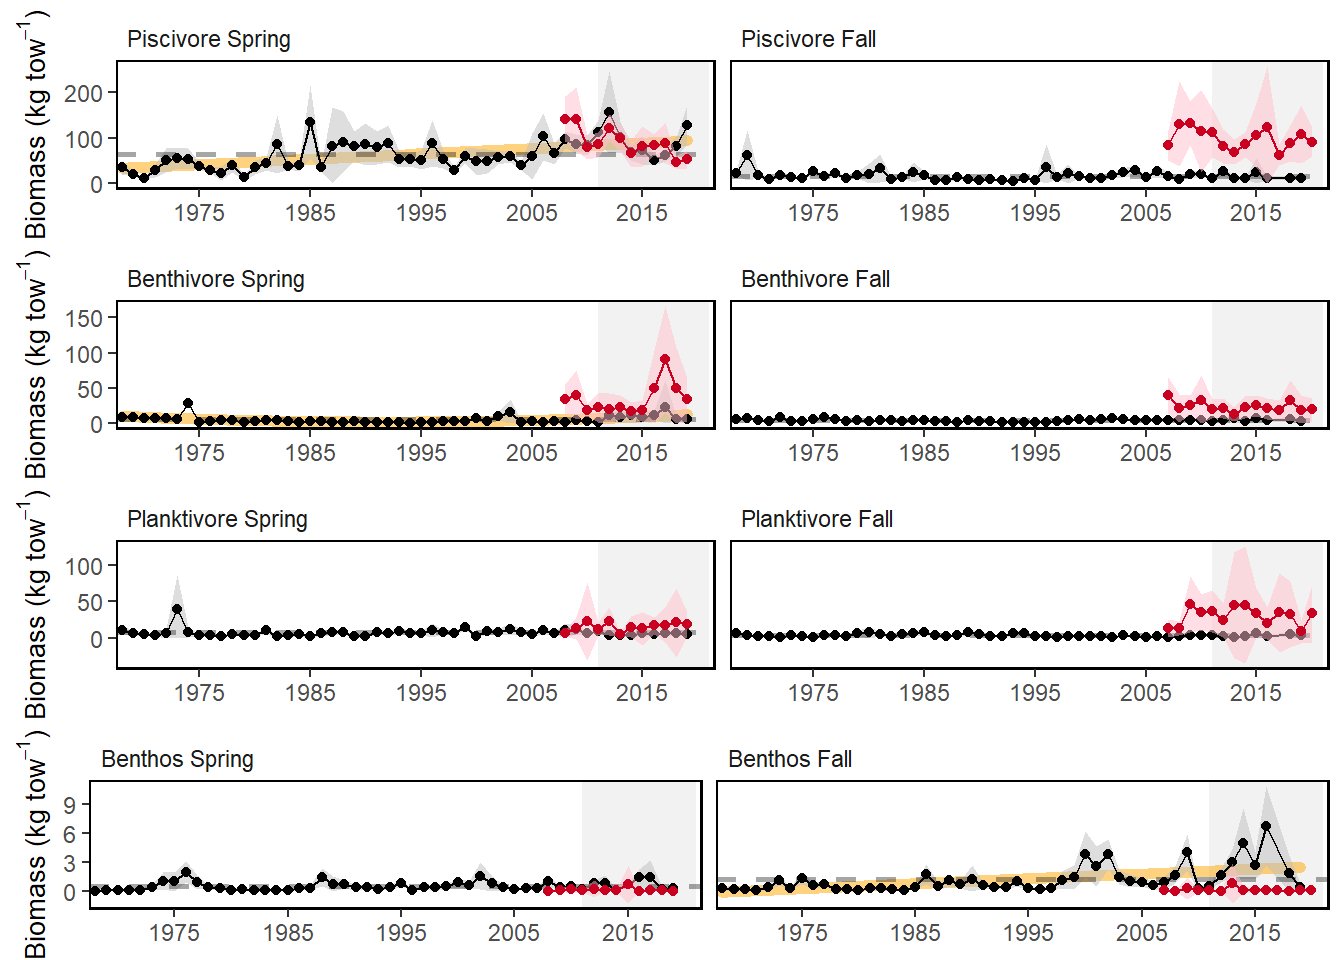 Piscivore Spring
Piscivore Fall
Biomass (kg tow⁻¹)
200
100
0
1975 1985 1995 2005 2015
1975 1985 1995 2005 2015
Benthivore Spring
Benthivore Fall
Biomass (kg tow⁻¹)
150
100
50
0
1975 1985 1995 2005 2015
1975 1985 1995 2005 2015
Planktivore Spring
Planktivore Fall
Biomass (kg tow⁻¹)
100
50
0
1975 1985 1995 2005 2015
1975 1985 1995 2005 2015
Benthos Spring
Benthos Fall
Biomass (kg tow⁻¹)
9
6
3
0
1975 1985 1995 2005 2015
1975 1985 1995 2005 2015